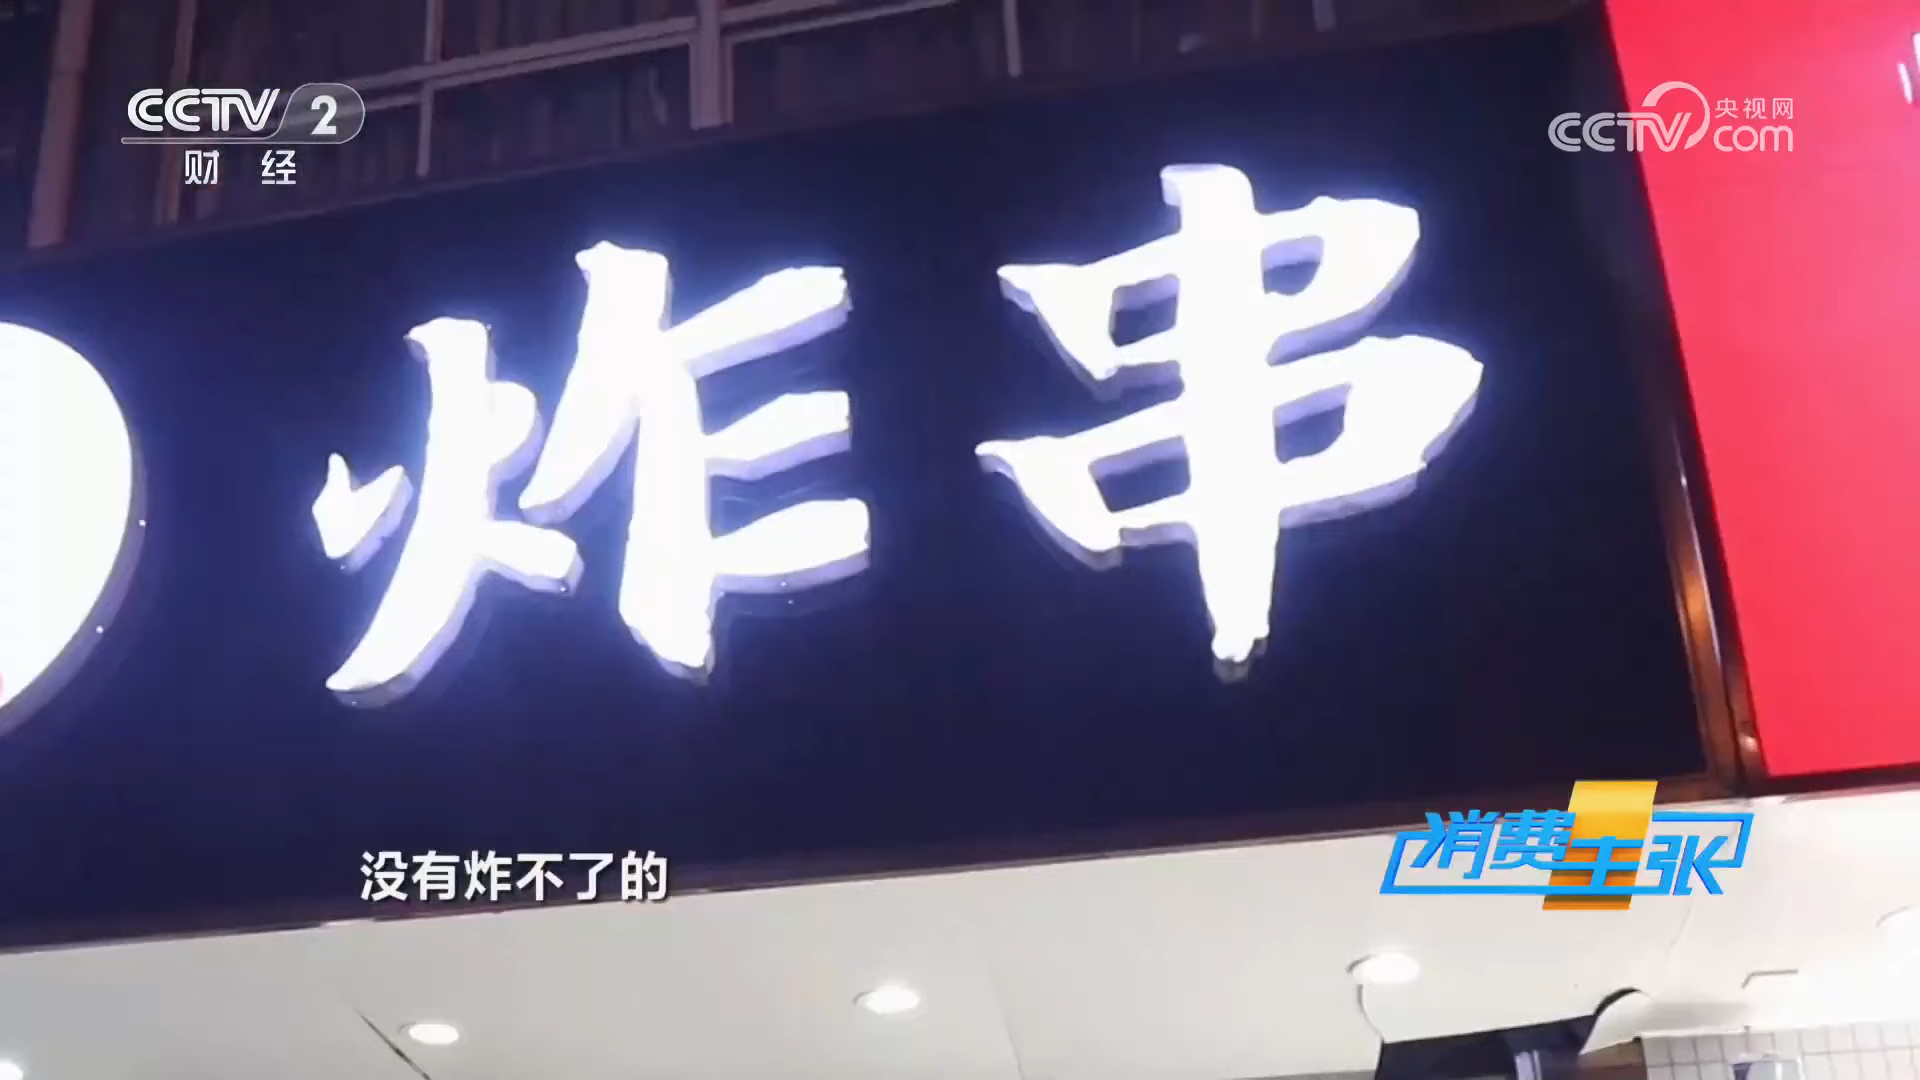 CCTV 2
财 经
CCTV.com 央视网
炸串
没有炸不了的
消费主张